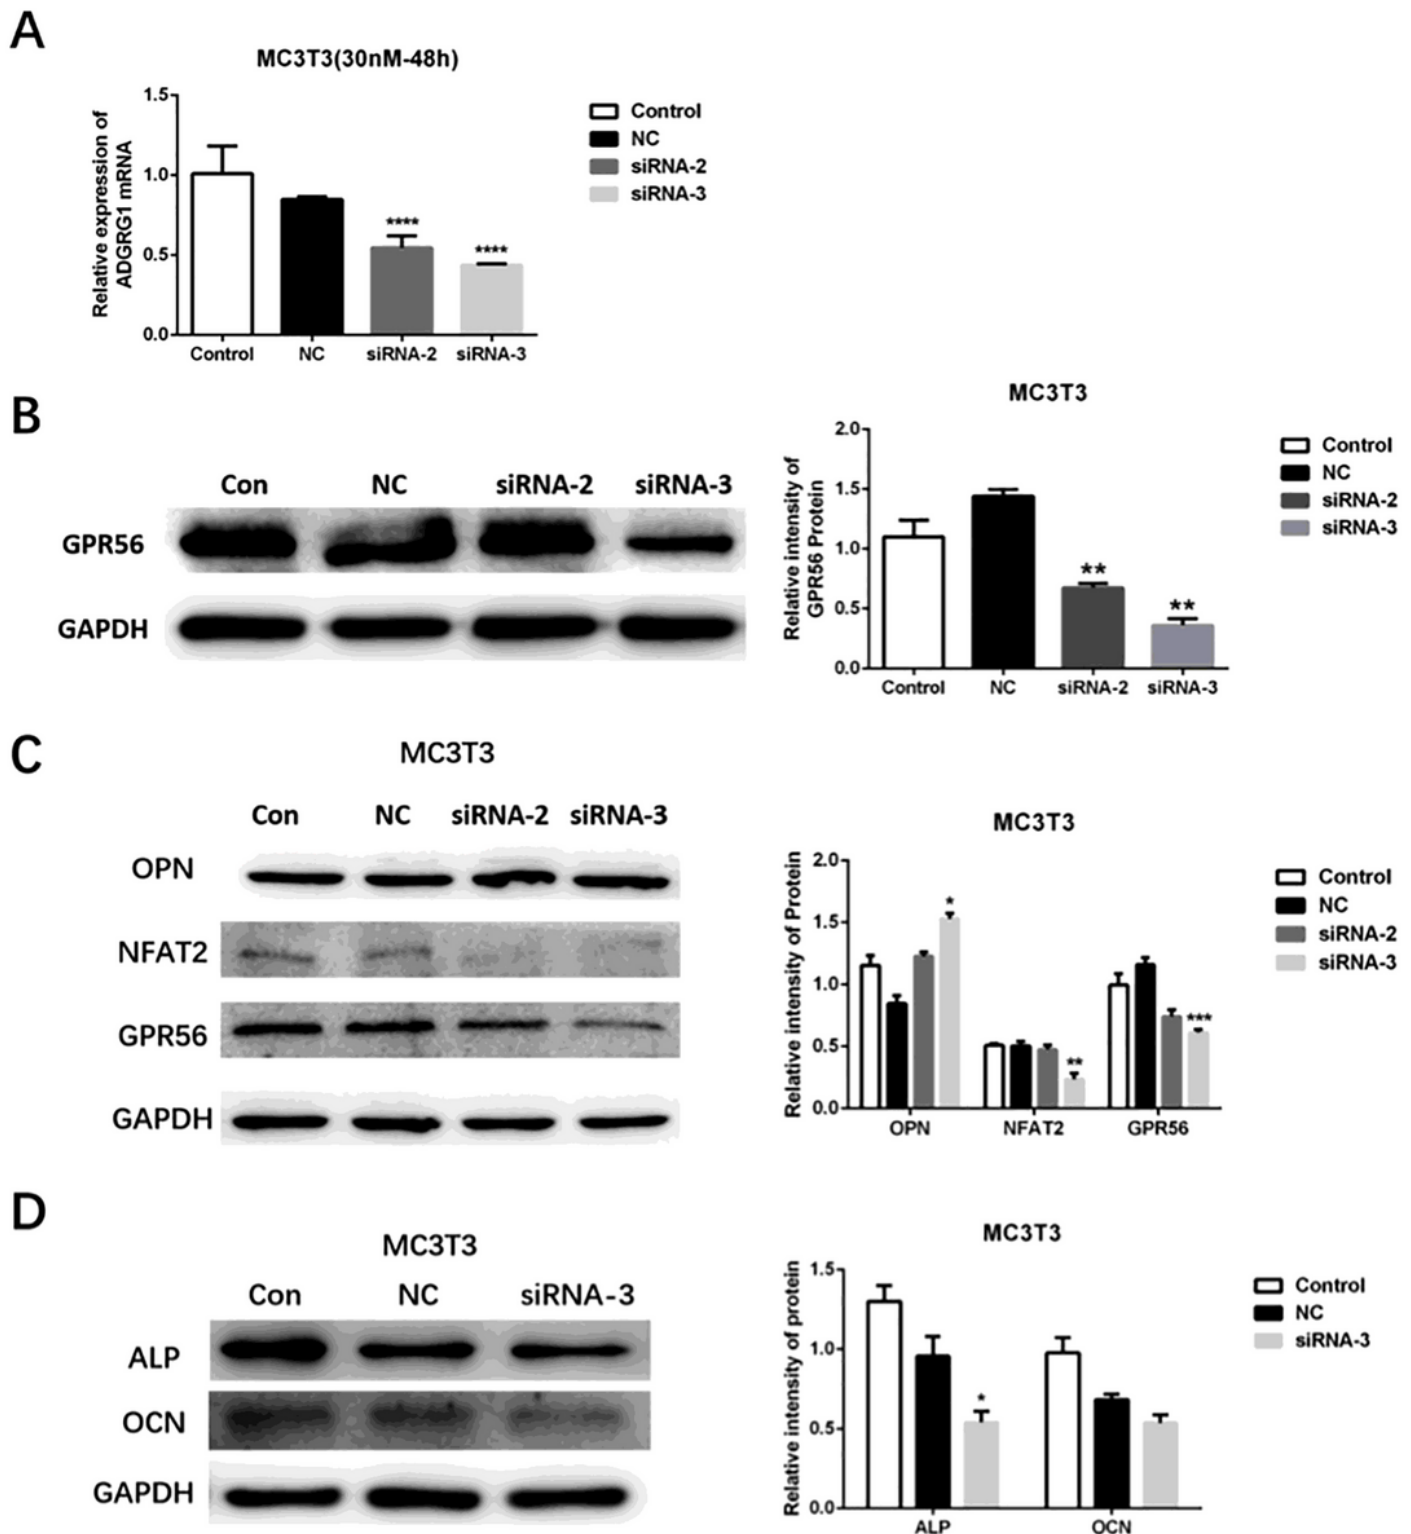 A
MC3T3(30nM-48h)
Relative expression of
ADGRG1 mRNA
1.5
1.0
0.5
0.0
****
****
Control
NC
siRNA-2
siRNA-3
Control
NC
siRNA-2
siRNA-3
B
Con NC siRNA-2 siRNA-3
GPR56
GAPDH
MC3T3
Relative intensity of
GPR56 Protein
2.0
1.5
1.0
0.5
0.0
**
**
Control NC siRNA-2 siRNA-3
Control
NC
siRNA-2
siRNA-3
C
MC3T3
Con NC siRNA-2 siRNA-3
OPN
NFAT2
GPR56
GAPDH
MC3T3
Relative intensity of Protein
2.0
1.5
1.0
0.5
0.0
*
**
***
OPN NFAT2 GPR56
Control
NC
siRNA-2
siRNA-3
D
MC3T3
Con NC siRNA-3
ALP
OCN
GAPDH
MC3T3
Relative intensity of protein
1.5
1.0
0.5
0.0
*
ALP OCN
Control
NC
siRNA-3